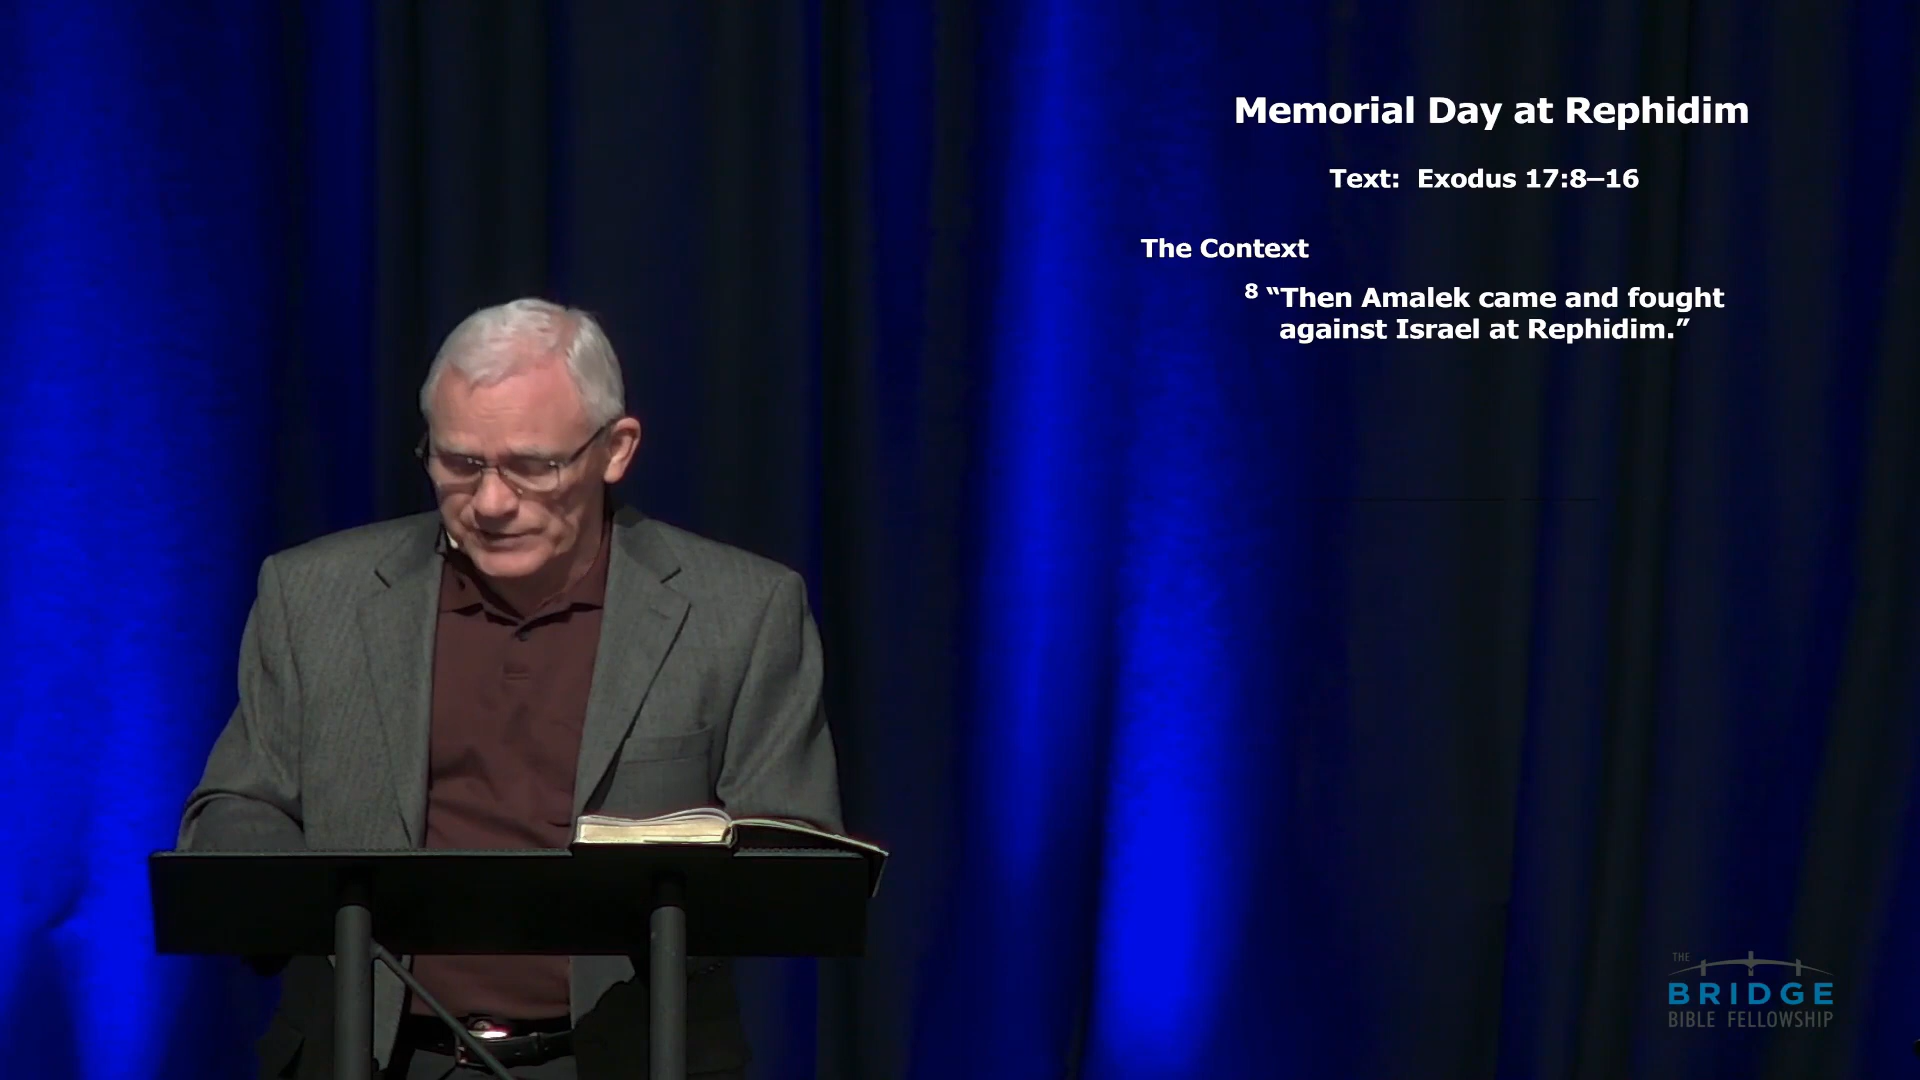 Memorial Day at Rephidim
Text: Exodus 17:8–16
The Context
8 “Then Amalek came and fought
against Israel at Rephidim.”
THE
BRIDGE
BIBLE FELLOWSHIP